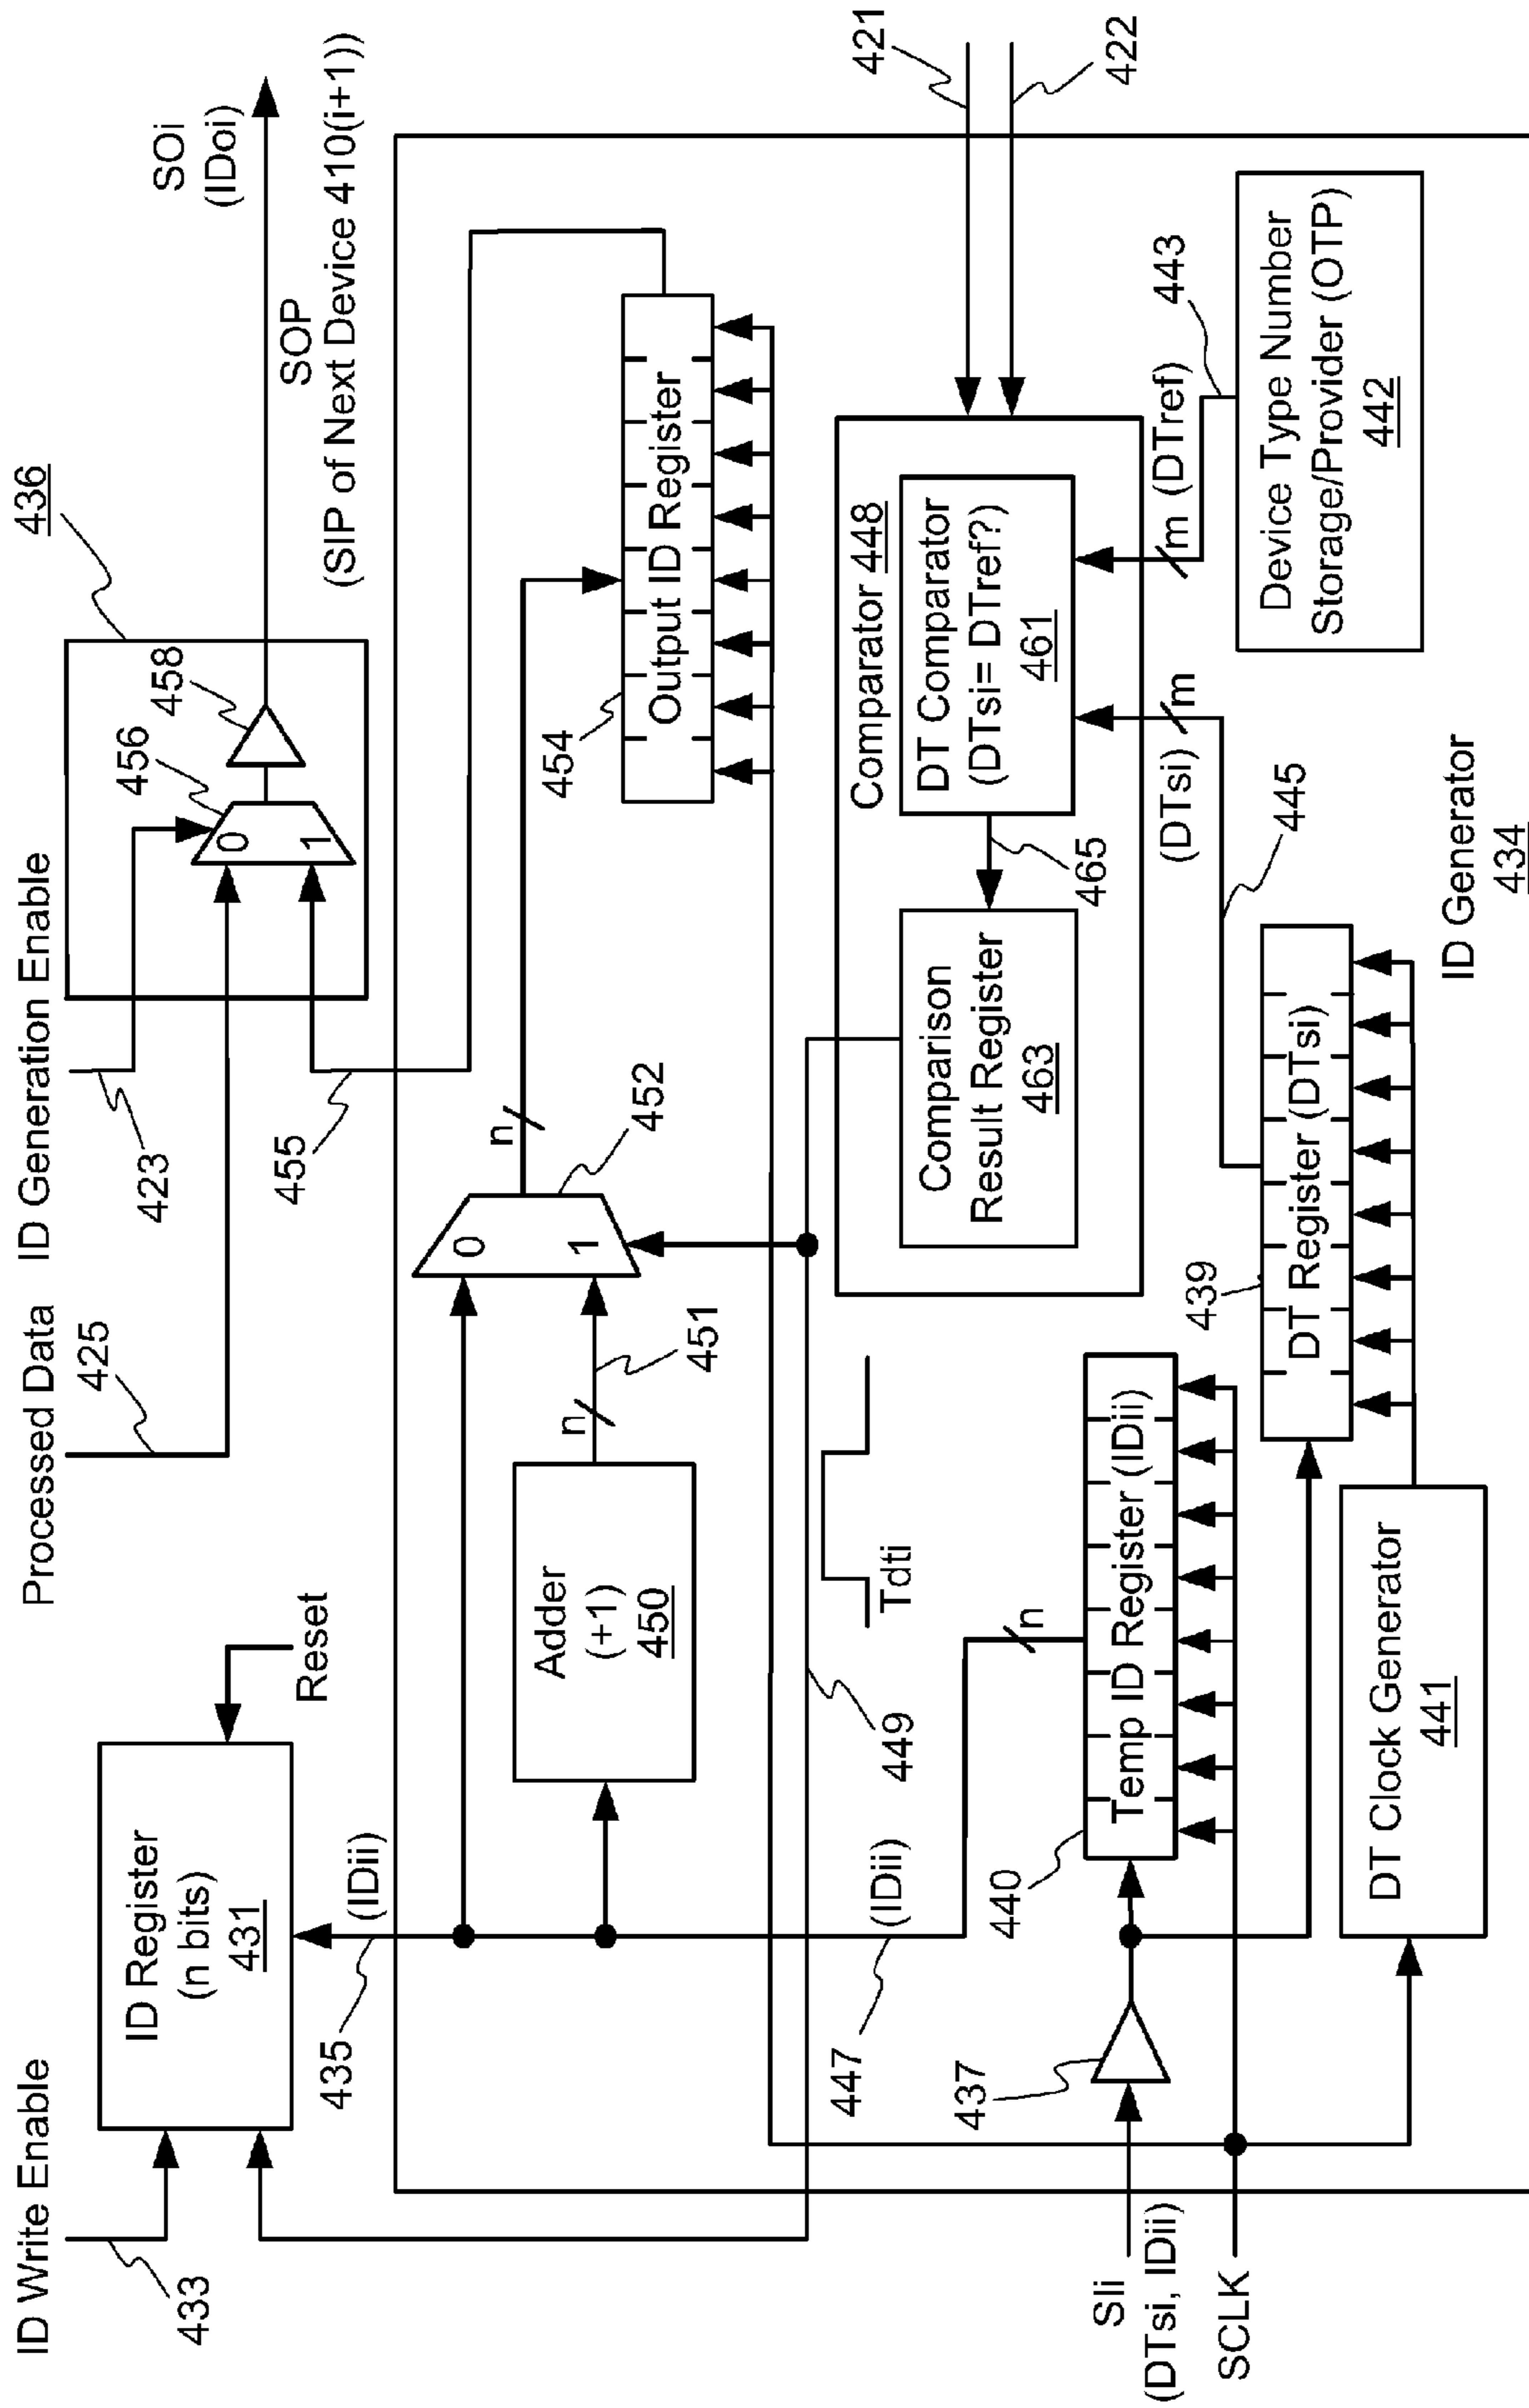 ID Write Enable
433
ID Register
(n bits)
431
Reset
Processed Data
425
ID Generation Enable
423
455
436
456
458
0
1
SOi
(IDoi)
SOP
(SIP of Next Device 410(i+1))
435
(IDii)
Adder
(+1)
450
n
451
0
1
452
n
454
Output ID Register
447
(IDii)
449
Tdti
n
Comparator 448
Comparison
Result Register
463
465
DT Comparator
(DTsi= DTref?)
461
421
422
SIi
(DTsi, IDii)
SCLK
437
440
Temp ID Register (IDii)
439
DT Register (DTsi)
445
(DTsi)
m
m
(DTref)
443
Device Type Number
Storage/Provider (OTP)
442
DT Clock Generator
441
ID Generator
434